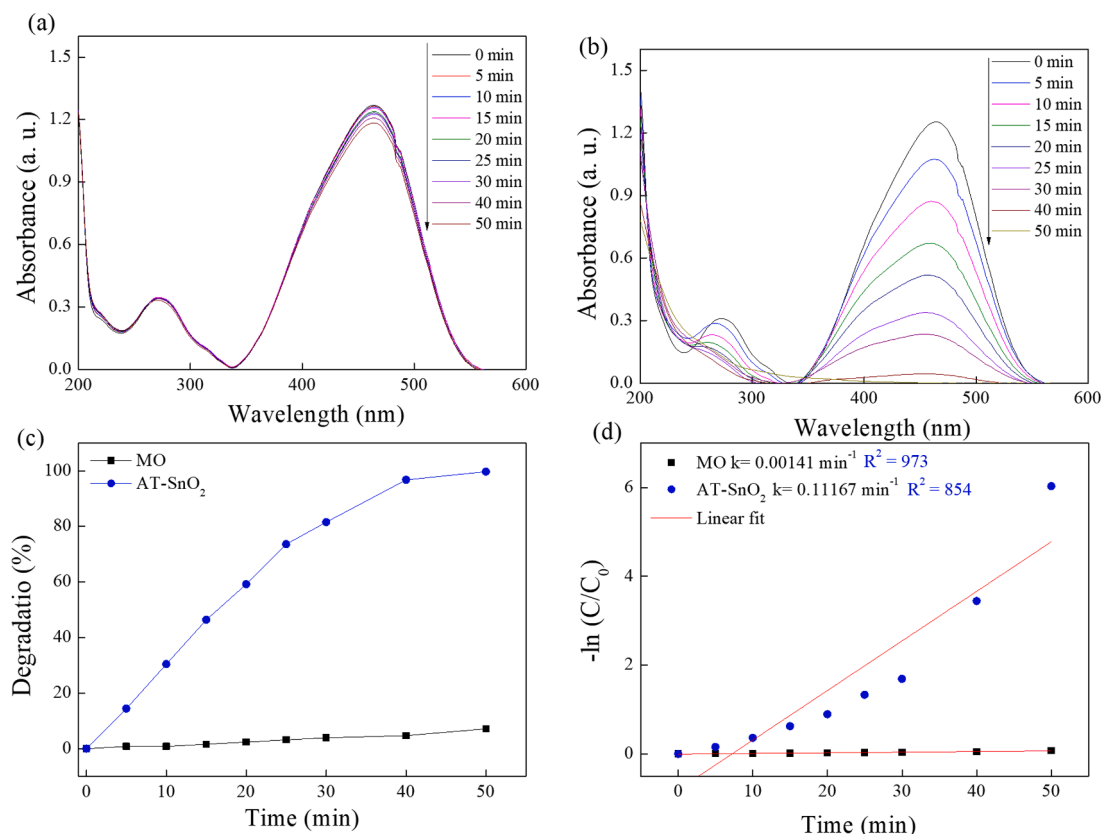 (a)
1.5
1.2
0.9
0.6
0.3
0.0
Absorbance (a. u.)
200
300
400
500
600
Wavelength (nm)
0 min
5 min
10 min
15 min
20 min
25 min
30 min
40 min
50 min
(b)
1.5
1.2
0.9
0.6
0.3
0.0
Absorbance (a. u.)
200
300
400
500
600
Wavelength (nm)
0 min
5 min
10 min
15 min
20 min
25 min
30 min
40 min
50 min
(c)
MO
AT-SnO₂
100
80
60
40
20
0
Degradatio (%)
0
10
20
30
40
50
Time (min)
(d)
MO k= 0.00141 min⁻¹ R² = 973
AT-SnO₂ k= 0.11167 min⁻¹ R² = 854
Linear fit
6
4
2
0
-ln (C/C₀)
0
10
20
30
40
50
Time (min)